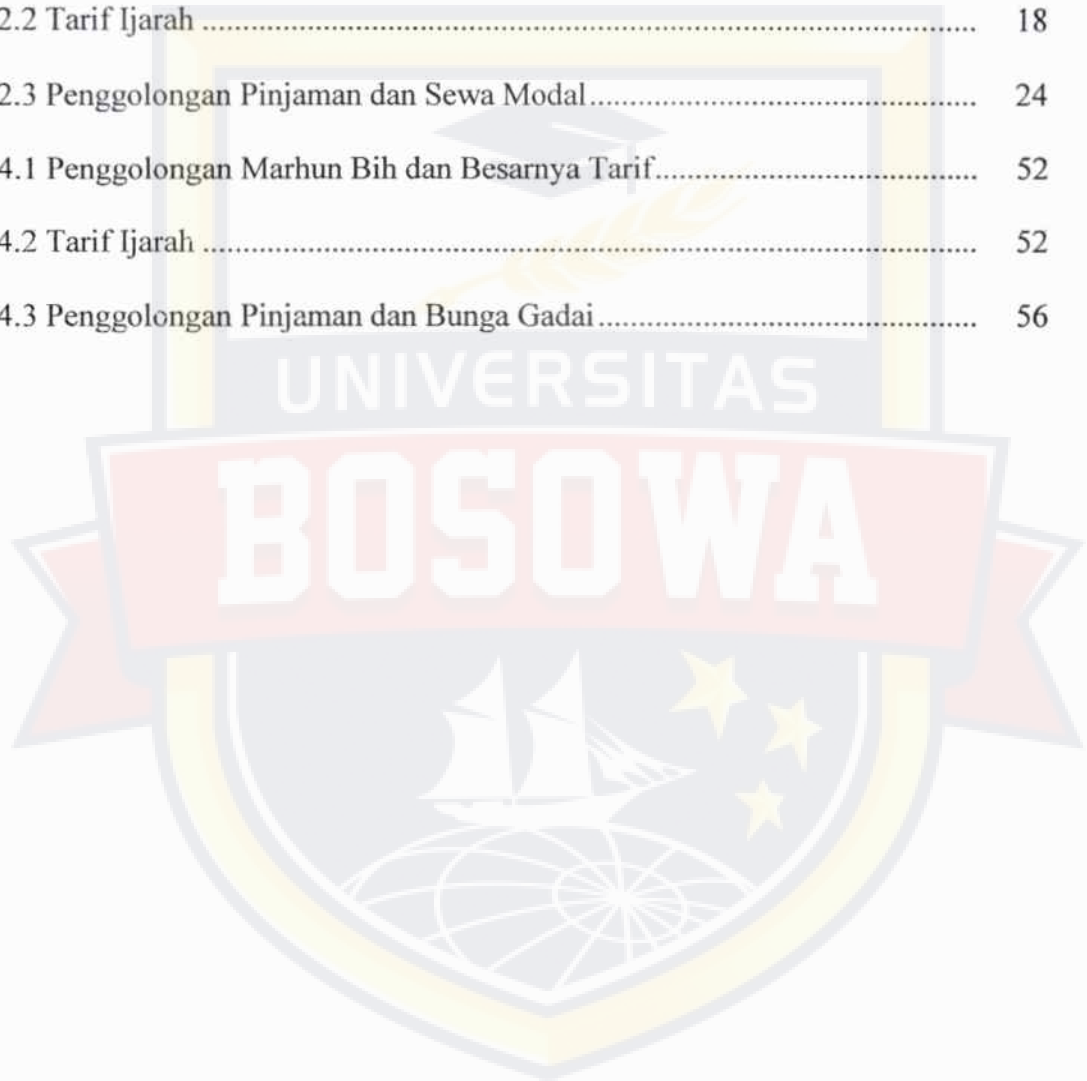 2.2 Tarif Ijarah ........................................................................................ 18
2.3 Penggolongan Pinjaman dan Sewa Modal............................................ 24
4.1 Penggolongan Marhun Bih dan Besarnya Tarif..................................... 52
4.2 Tarif Ijarah ........................................................................................ 52
4.3 Penggolongan Pinjaman dan Bunga Gadai ........................................... 56
UNIVERSITAS
BOSOWA